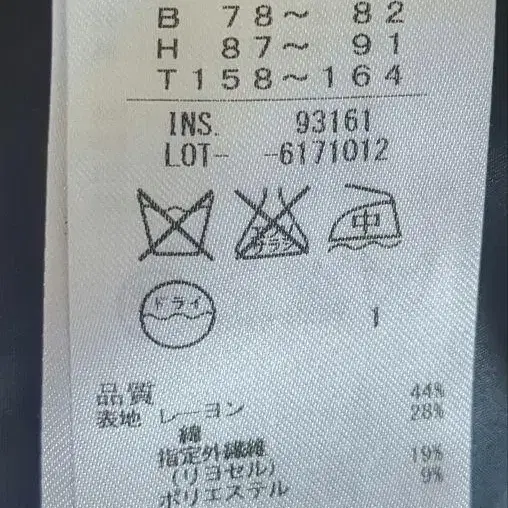 B 78～ 82
H 87～ 91
T158～164
INS. 93161
LOT- -6171012
中
ドライ
1
品質 44%
表地 レーヨン 28%
綿
指定外繊維 19%
(リヨセル) 9%
ポリエステル